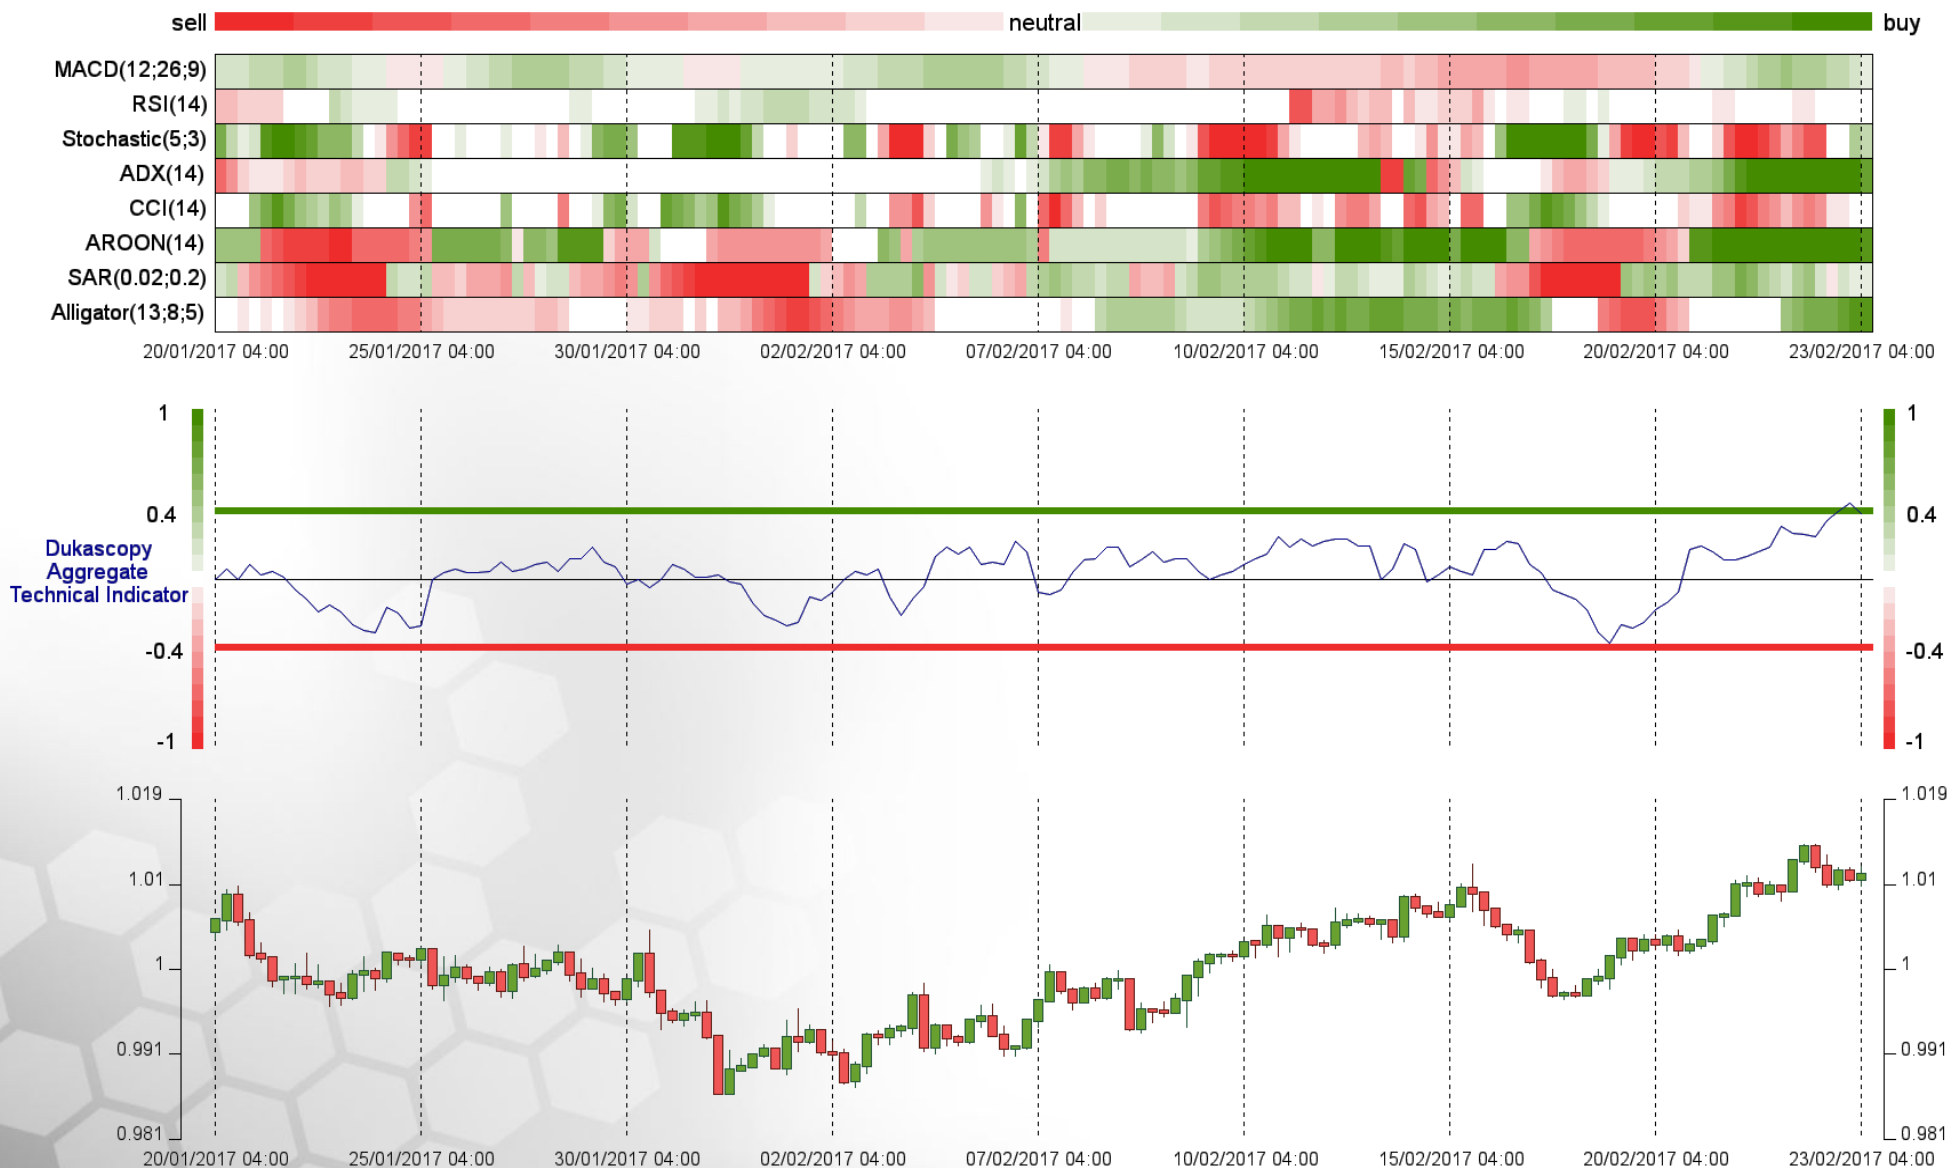 sell neutral buy
MACD(12;26;9)
RSI(14)
Stochastic(5;3)
ADX(14)
CCI(14)
AROON(14)
SAR(0.02;0.2)
Alligator(13;8;5)
20/01/2017 04:00 25/01/2017 04:00 30/01/2017 04:00 02/02/2017 04:00 07/02/2017 04:00 10/02/2017 04:00 15/02/2017 04:00 20/02/2017 04:00 23/02/2017 04:00
1 1
0.4 0.4
Dukascopy
Aggregate
Technical Indicator
-0.4 -0.4
-1 -1
1.019 1.019
1.01 1.01
1 1
0.991 0.991
0.981 0.981
20/01/2017 04:00 25/01/2017 04:00 30/01/2017 04:00 02/02/2017 04:00 07/02/2017 04:00 10/02/2017 04:00 15/02/2017 04:00 20/02/2017 04:00 23/02/2017 04:00